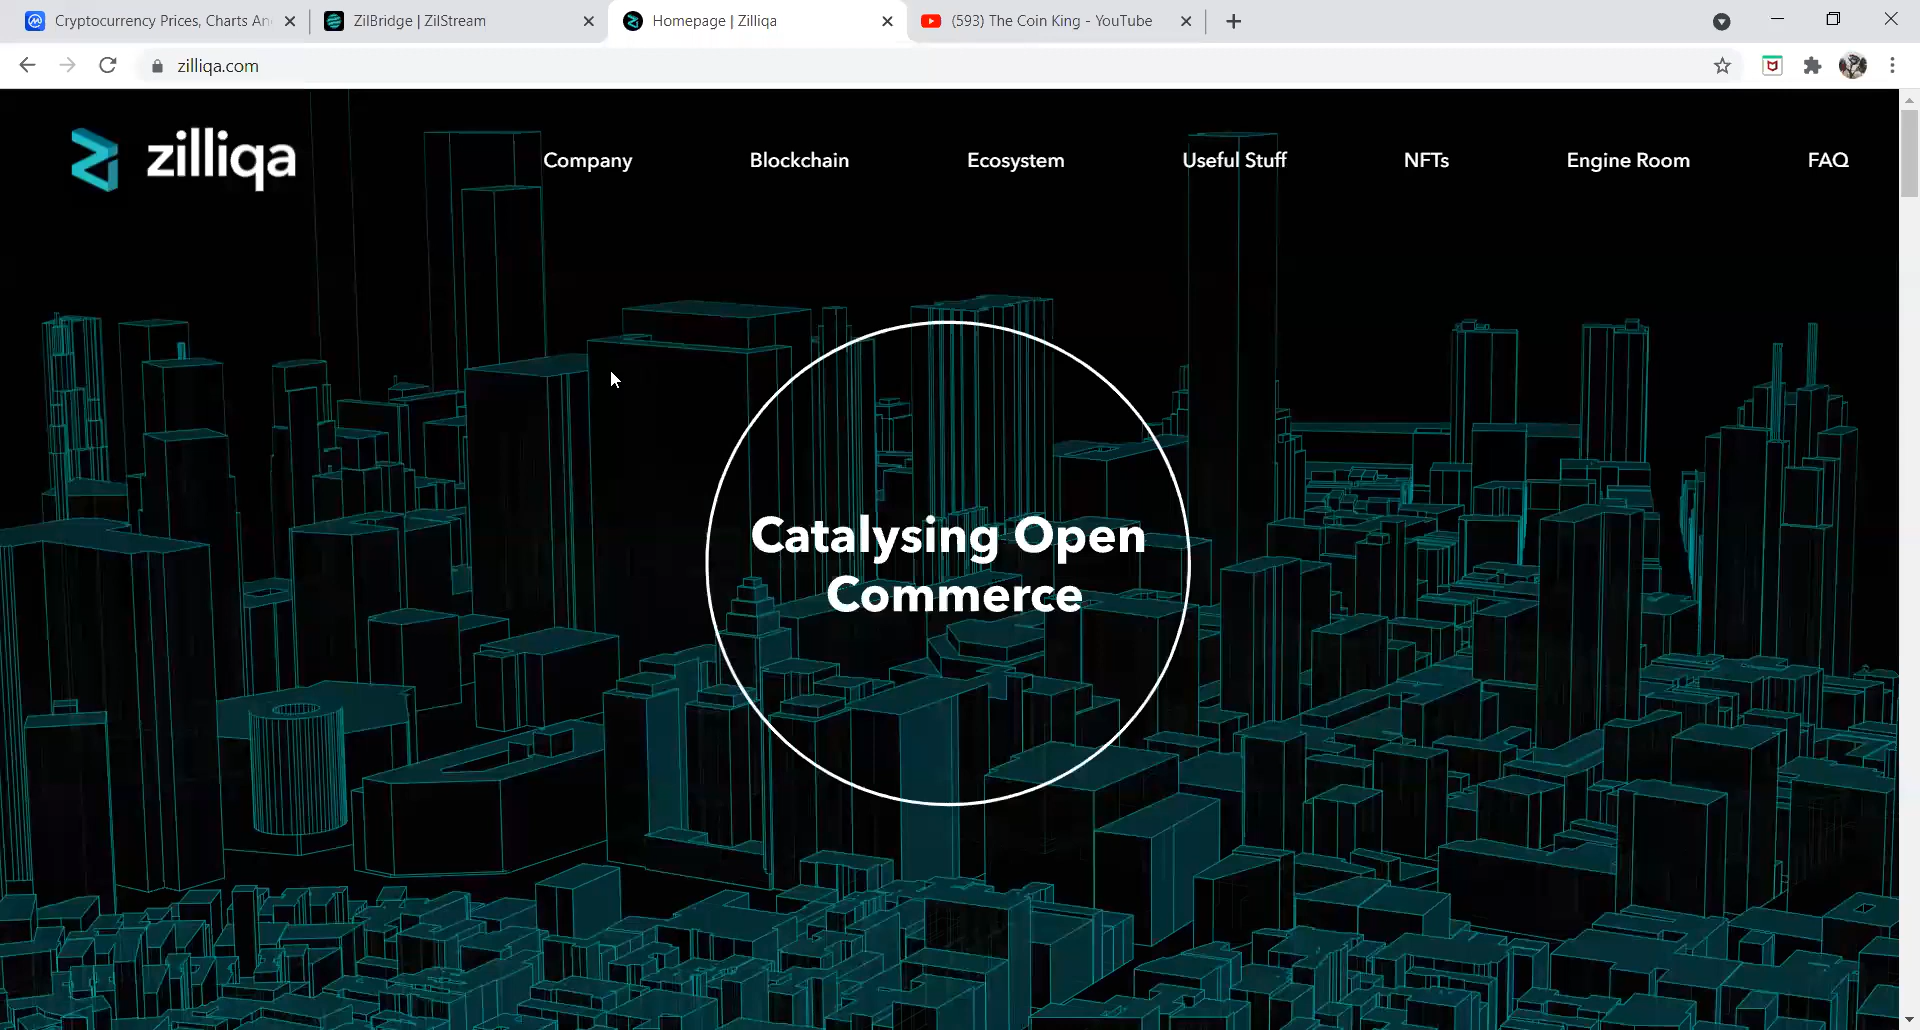 Cryptocurrency Prices, Charts An
ZilBridge | ZilStream
Homepage | Zilliqa
(593) The Coin King - YouTube
zilliqa.com
zilliqa
Company
Blockchain
Ecosystem
Useful Stuff
NFTs
Engine Room
FAQ
Catalysing Open
Commerce